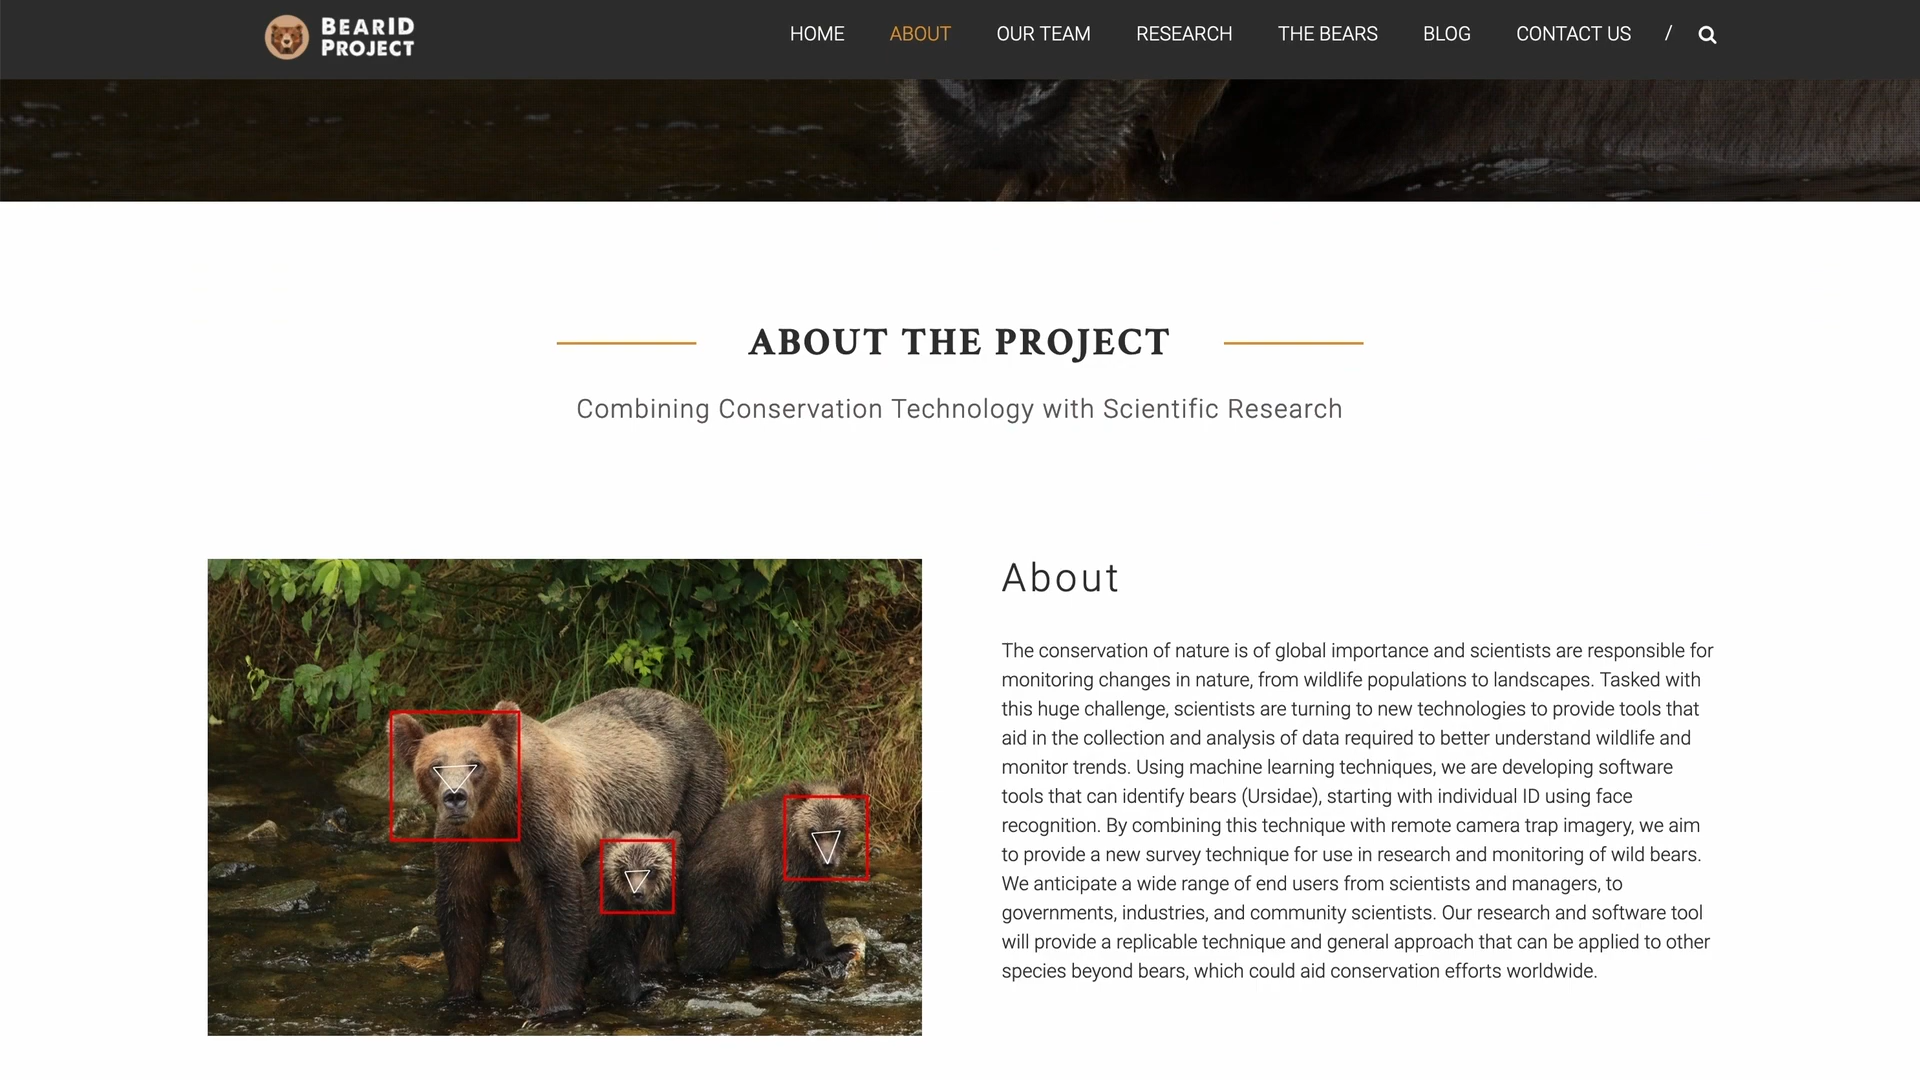 BEARID
PROJECT
HOME ABOUT OUR TEAM RESEARCH THE BEARS BLOG CONTACT US /
ABOUT THE PROJECT
Combining Conservation Technology with Scientific Research
About
The conservation of nature is of global importance and scientists are responsible for
monitoring changes in nature, from wildlife populations to landscapes. Tasked with
this huge challenge, scientists are turning to new technologies to provide tools that
aid in the collection and analysis of data required to better understand wildlife and
monitor trends. Using machine learning techniques, we are developing software
tools that can identify bears (Ursidae), starting with individual ID using face
recognition. By combining this technique with remote camera trap imagery, we aim
to provide a new survey technique for use in research and monitoring of wild bears.
We anticipate a wide range of end users from scientists and managers, to
governments, industries, and community scientists. Our research and software tool
will provide a replicable technique and general approach that can be applied to other
species beyond bears, which could aid conservation efforts worldwide.